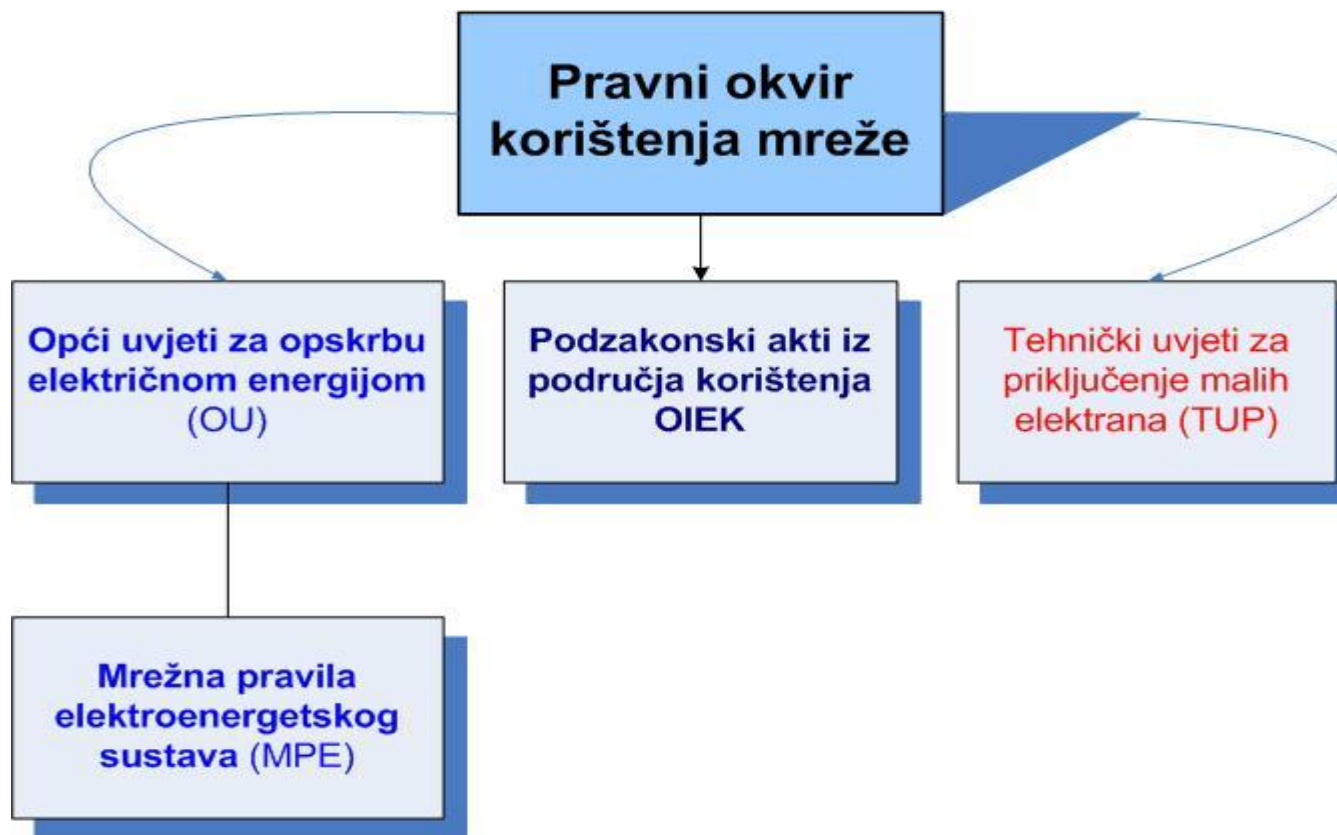 Pravni okvir
korištenja mreže
Opći uvjeti za opskrbu
električnom energijom
(OU)
Podzakonski akti iz
područja korištenja
OIEK
Tehnički uvjeti za
priključenje malih
elektrana (TUP)
Mrežna pravila
elektroenergetskog
sustava (MPE)